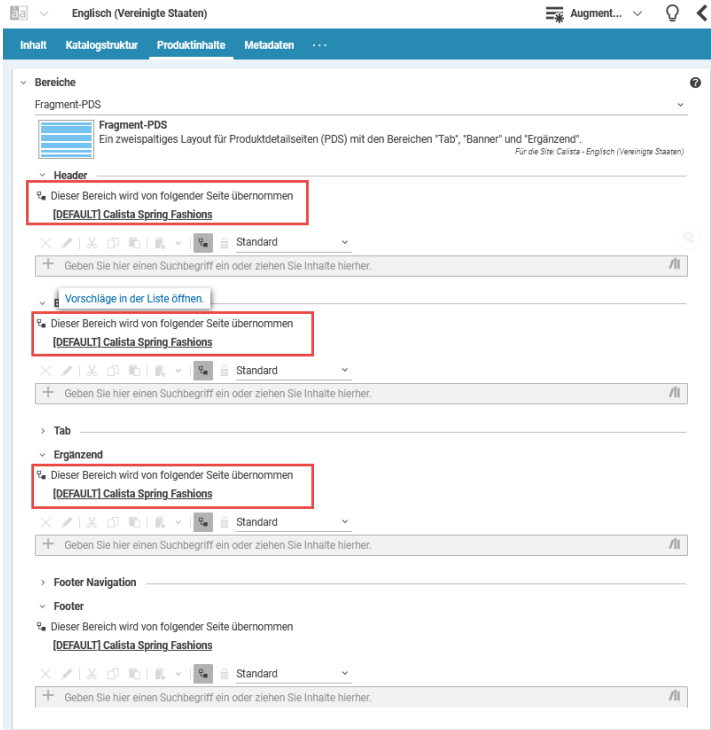 Englisch (Vereinigte Staaten)
Augment...
Inhalt Katalogstruktur Produktinhalte Metadaten ...
Bereiche
Fragment-PDS
Fragment-PDS
Ein zweispaltiges Layout für Produktdetailseiten (PDS) mit den Bereichen "Tab", "Banner" und "Ergänzend".
Für die Site: Calista - Englisch (Vereinigte Staaten)
Header
Dieser Bereich wird von folgender Seite übernommen
[DEFAULT] Calista Spring Fashions
Standard
Geben Sie hier einen Suchbegriff ein oder ziehen Sie Inhalte hierher.
Vorschläge in der Liste öffnen.
Dieser Bereich wird von folgender Seite übernommen
[DEFAULT] Calista Spring Fashions
Standard
Geben Sie hier einen Suchbegriff ein oder ziehen Sie Inhalte hierher.
Tab
Ergänzend
Dieser Bereich wird von folgender Seite übernommen
[DEFAULT] Calista Spring Fashions
Standard
Geben Sie hier einen Suchbegriff ein oder ziehen Sie Inhalte hierher.
Footer Navigation
Footer
Dieser Bereich wird von folgender Seite übernommen
[DEFAULT] Calista Spring Fashions
Standard
Geben Sie hier einen Suchbegriff ein oder ziehen Sie Inhalte hierher.